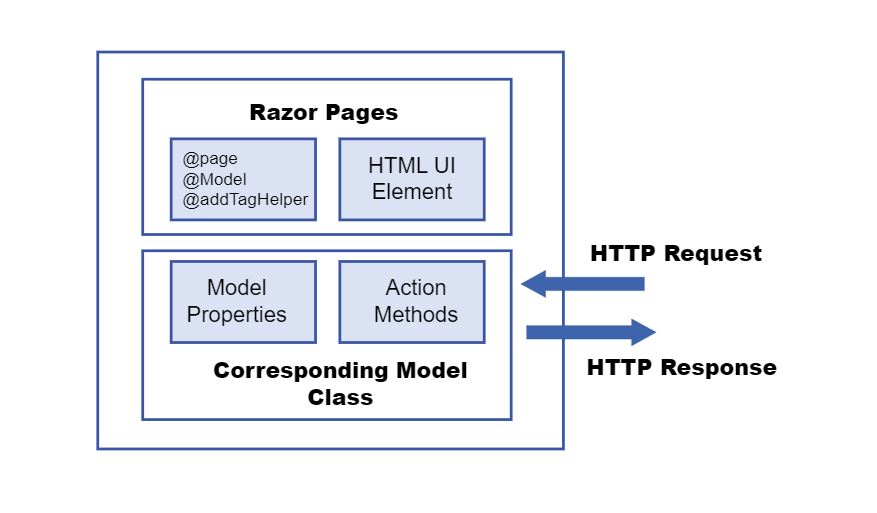 Razor Pages
@page
@Model
@addTagHelper
HTML UI
Element
HTTP Request
Model
Properties
Action
Methods
HTTP Response
Corresponding Model
Class